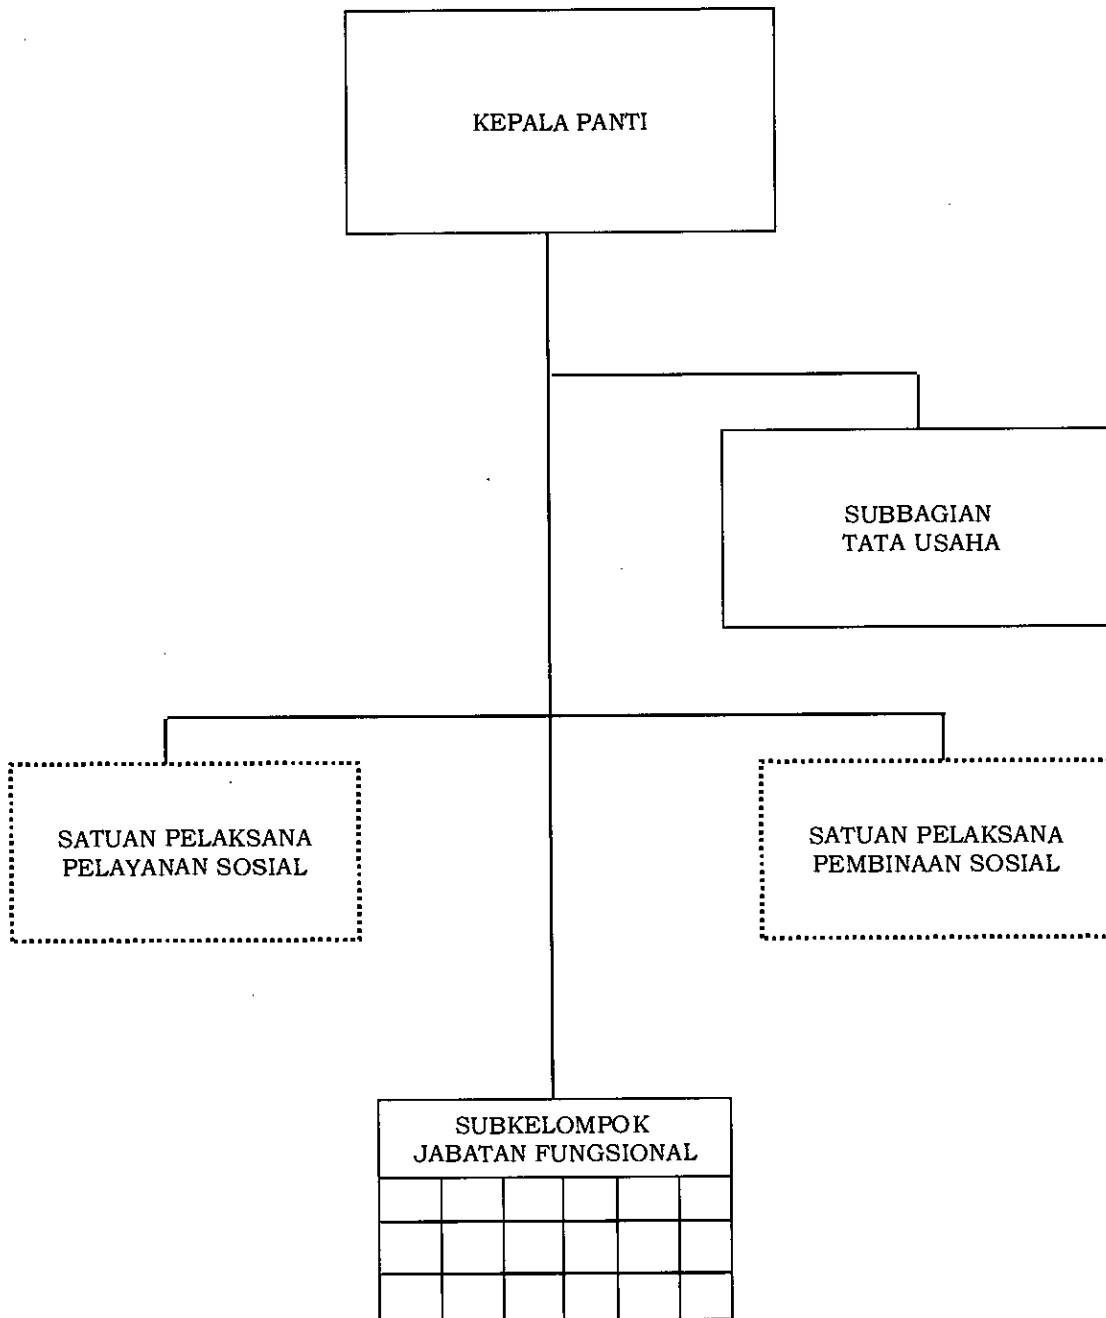 KEPALA PANTI
SUBBAGIAN
TATA USAHA
SATUAN PELAKSANA
PELAYANAN SOSIAL
SATUAN PELAKSANA
PEMBINAAN SOSIAL
SUBKELOMPOK
JABATAN FUNGSIONAL